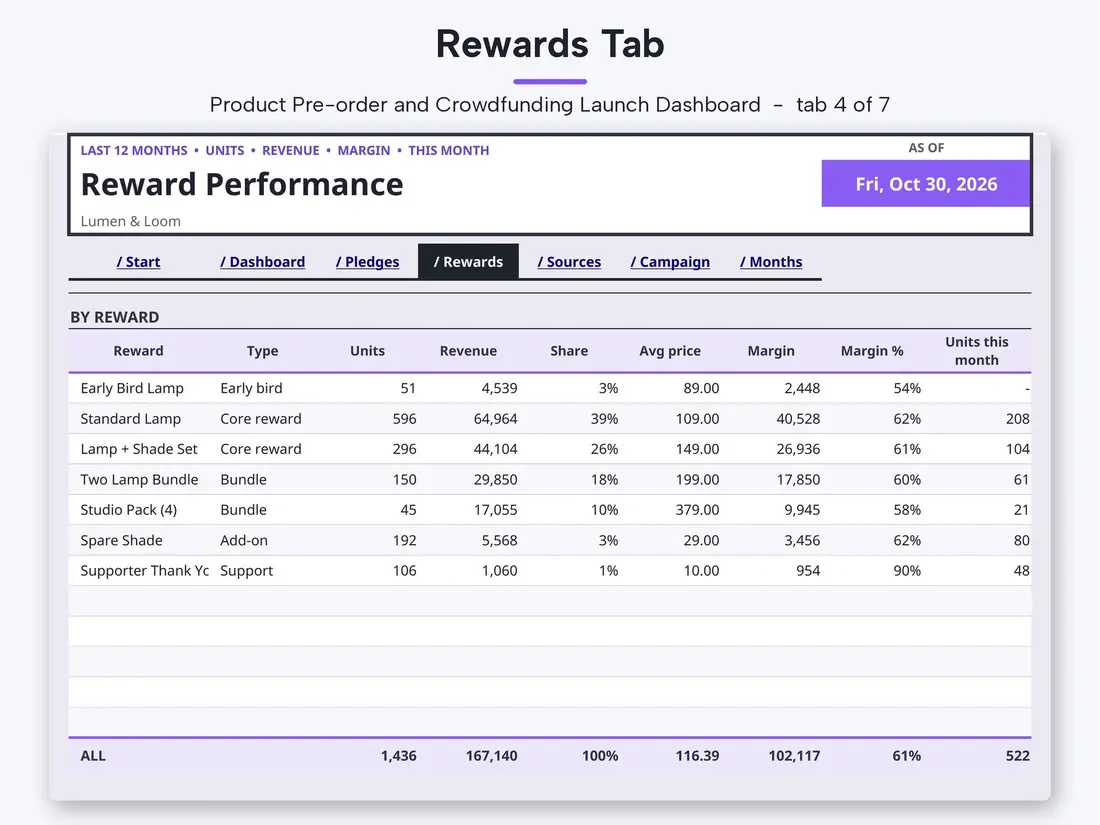 Rewards Tab
Product Pre-order and Crowdfunding Launch Dashboard - tab 4 of 7
LAST 12 MONTHS • UNITS • REVENUE • MARGIN • THIS MONTH
AS OF
Reward Performance
Fri, Oct 30, 2026
Lumen & Loom
/ Start / Dashboard / Pledges / Rewards / Sources / Campaign / Months
BY REWARD
Reward Type Units Revenue Share Avg price Margin Margin % Units this month
Early Bird Lamp Early bird 51 4,539 3% 89.00 2,448 54% -
Standard Lamp Core reward 596 64,964 39% 109.00 40,528 62% 208
Lamp + Shade Set Core reward 296 44,104 26% 149.00 26,936 61% 104
Two Lamp Bundle Bundle 150 29,850 18% 199.00 17,850 60% 61
Studio Pack (4) Bundle 45 17,055 10% 379.00 9,945 58% 21
Spare Shade Add-on 192 5,568 3% 29.00 3,456 62% 80
Supporter Thank Yc Support 106 1,060 1% 10.00 954 90% 48
ALL 1,436 167,140 100% 116.39 102,117 61% 522